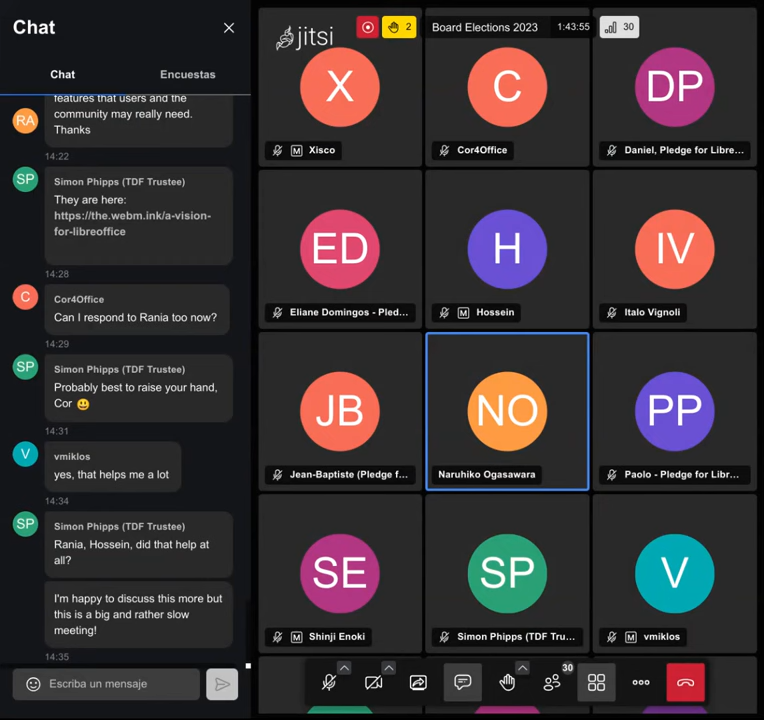 Chat
Chat
Encuestas
features that users and the
community may really need.
Thanks
RA
14:22
SP
Simon Phipps (TDF Trustee)
They are here:
https://the.webm.ink/a-vision-
for-libreoffice
14:28
C
Cor4Office
Can I respond to Rania too now?
14:29
SP
Simon Phipps (TDF Trustee)
Probably best to raise your hand,
Cor 😃
14:31
V
vmiklos
yes, that helps me a lot
14:34
SP
Simon Phipps (TDF Trustee)
Rania, Hossein, did that help at
all?
I'm happy to discuss this more but
this is a big and rather slow
meeting!
14:35
Escriba un mensaje
jitsi
2
Board Elections 2023
1:43:55
30
X
M
Xisco
C
Cor4Office
DP
Daniel, Pledge for Libre...
ED
Eliane Domingos - Pled...
H
M
Hossein
IV
Italo Vignoli
JB
Jean-Baptiste (Pledge f...
NO
Naruhiko Ogasawara
PP
Paolo - Pledge for Libr...
SE
M
Shinji Enoki
SP
Simon Phipps (TDF Tru...
V
M
vmiklos
30